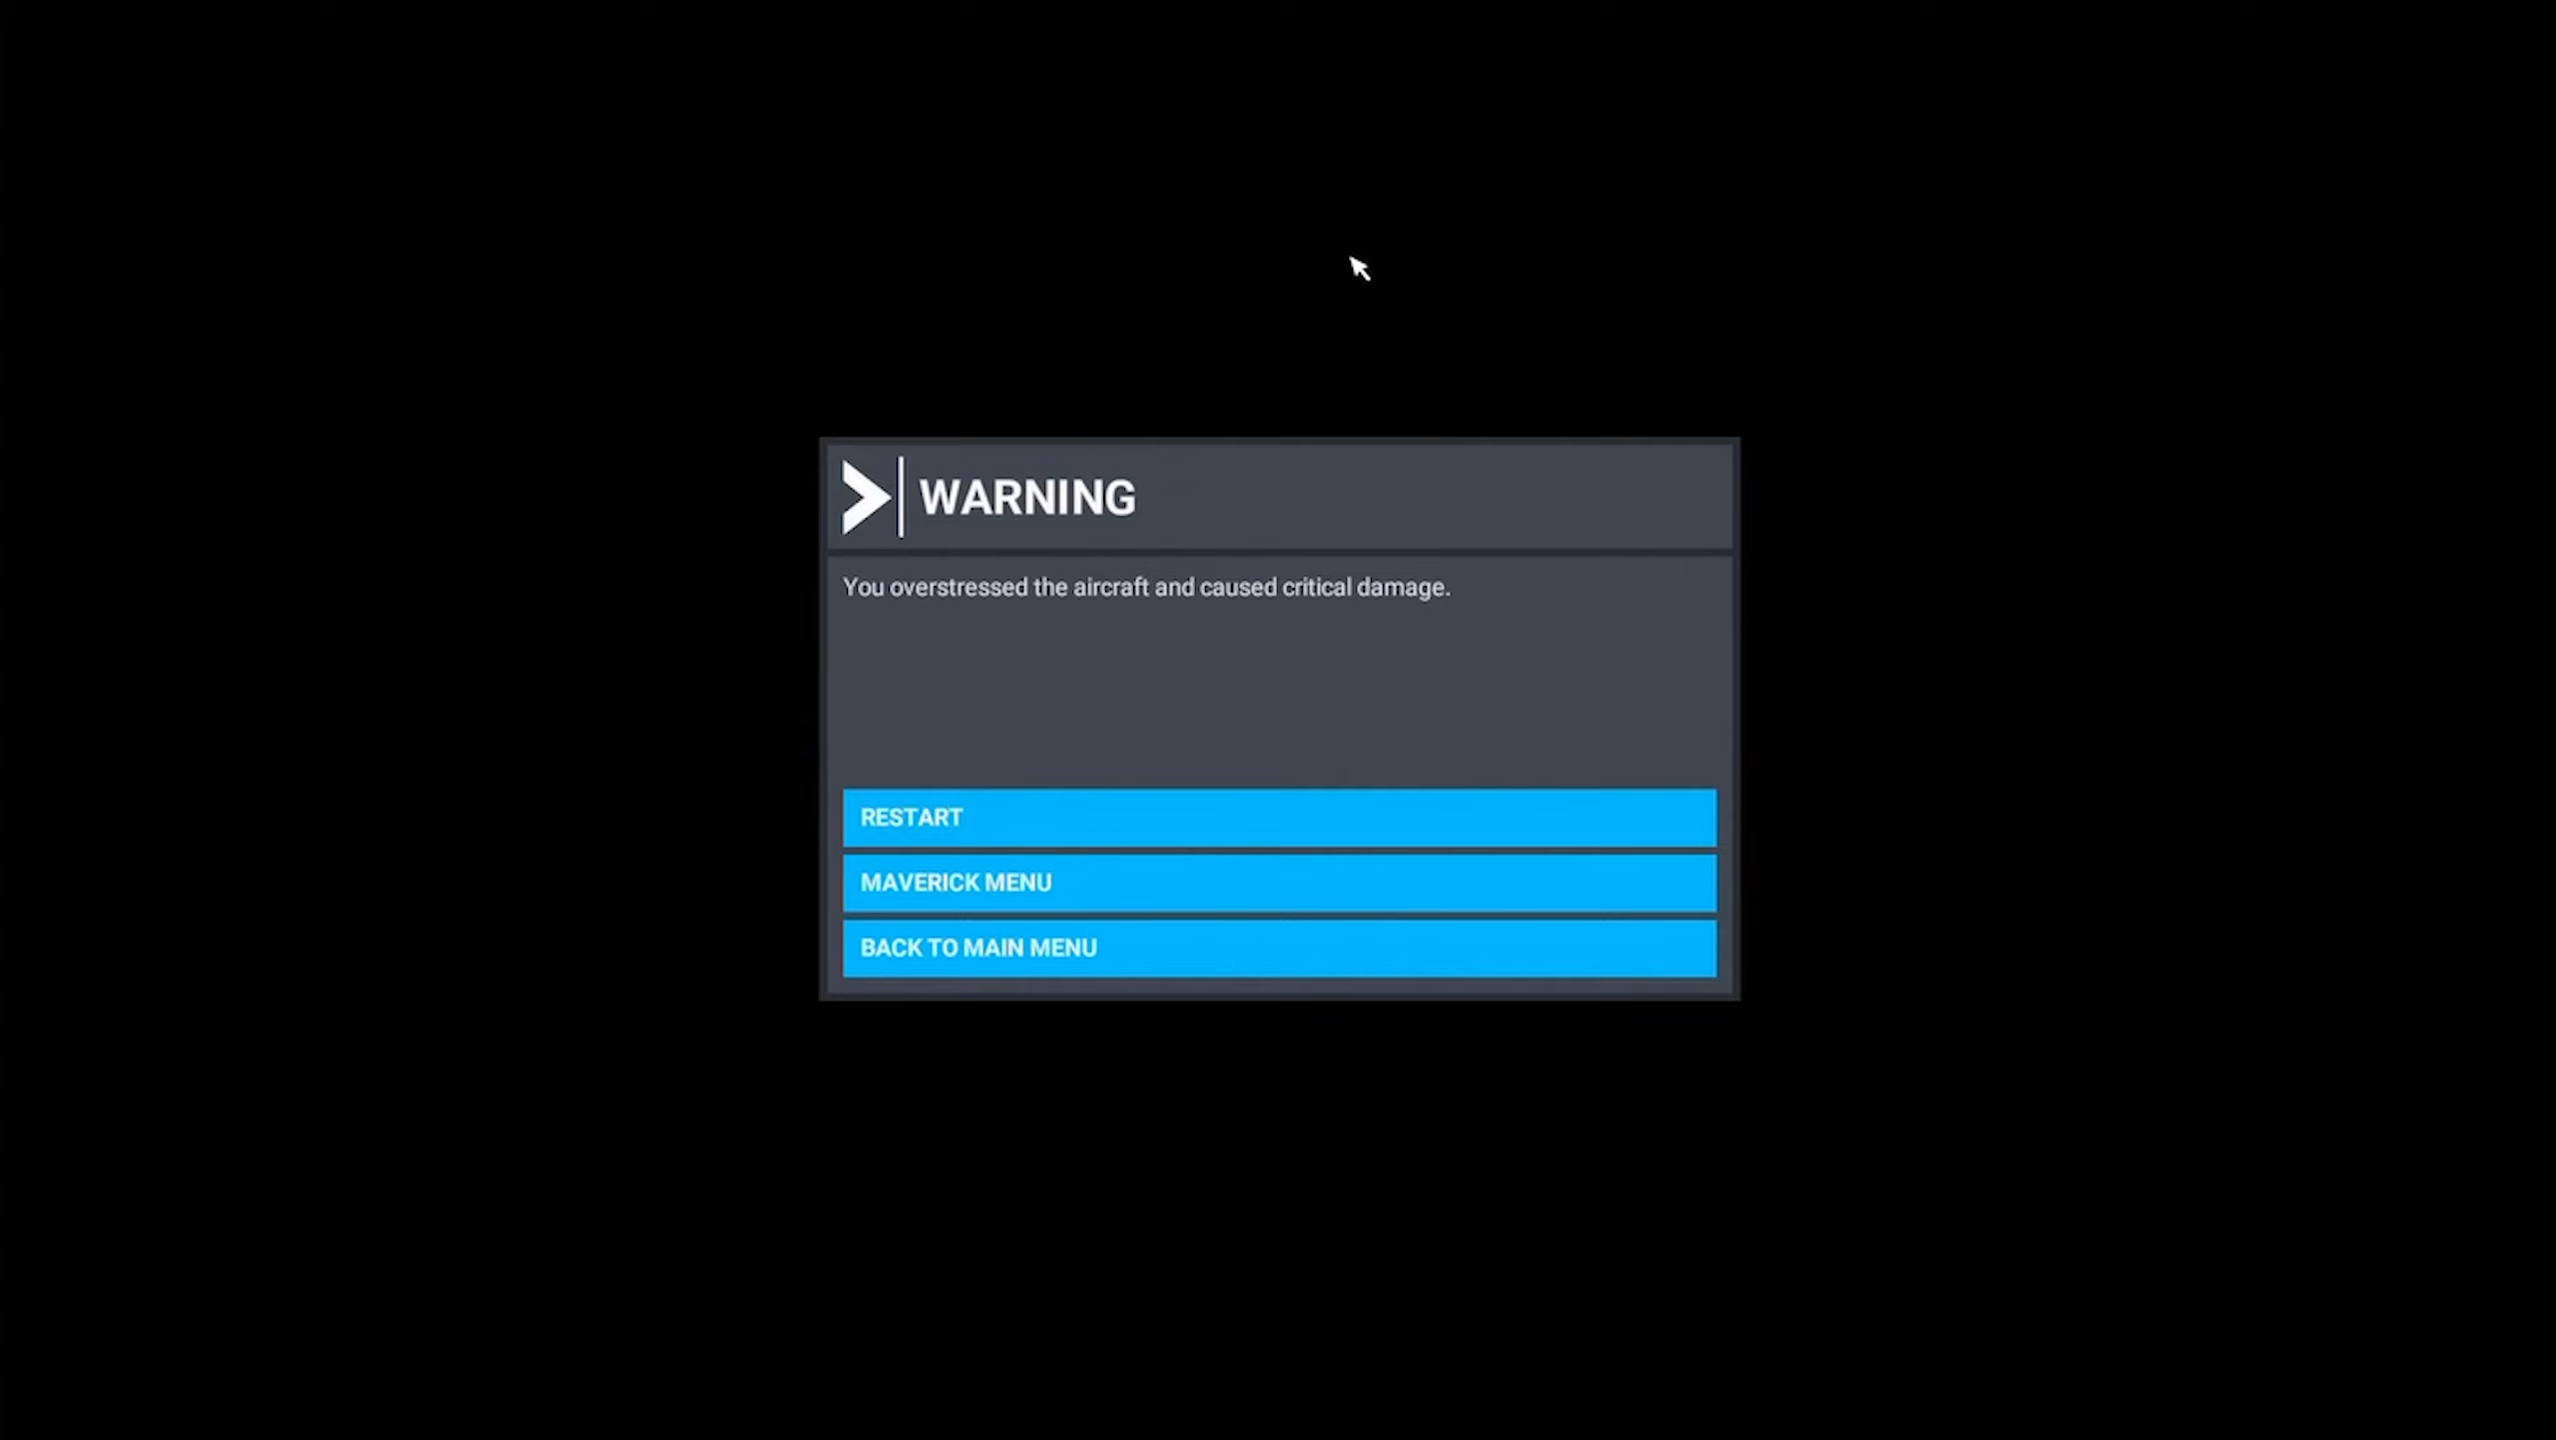 WARNING
You overstressed the aircraft and caused critical damage.
RESTART
MAVERICK MENU
BACK TO MAIN MENU